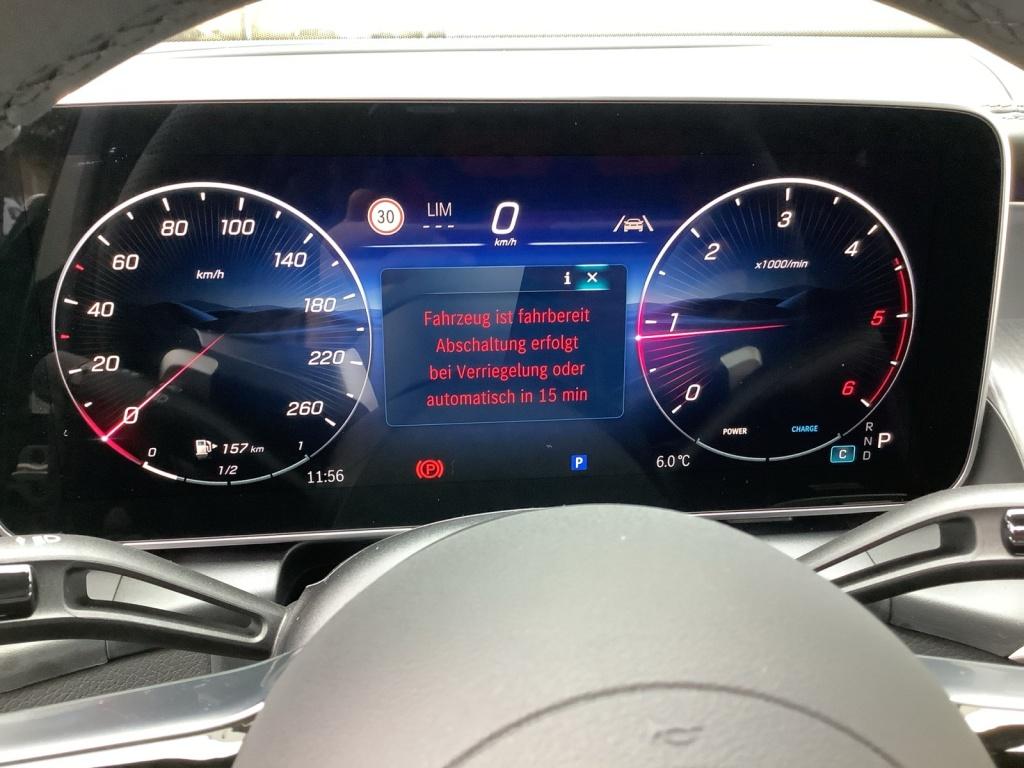 30 LIM 0
--- km/h
80 100
60 140
km/h
40 180
20 220
0 260
157 km
0 1
1/2
11:56
i ×
Fahrzeug ist fahrbereit
Abschaltung erfolgt
bei Verriegelung oder
automatisch in 15 min
P
P
3
2 4
x1000/min
1 5
0 6
POWER CHARGE
6.0 °C
C
R
N
D
P